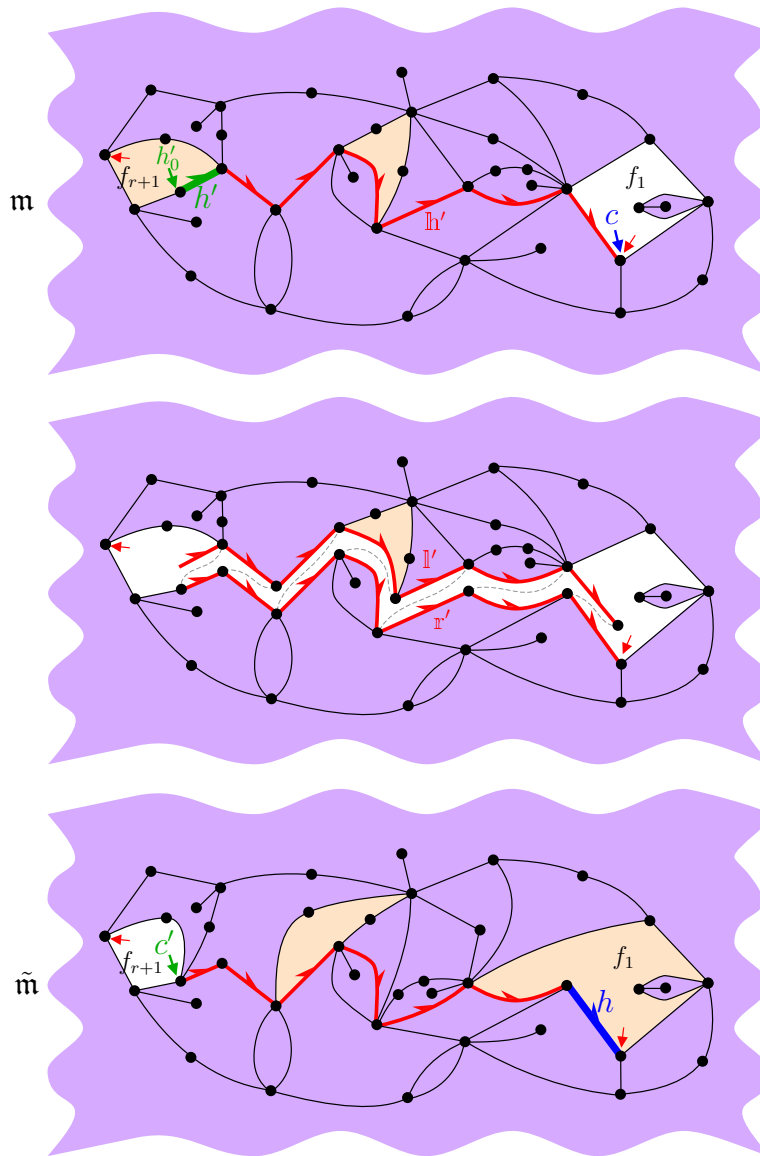 𝔪
f_{r+1}
h'_0
h'
𝕙'
f_1
c
𝕝'
𝕣'
𝔪̃
f_{r+1}
c'
f_1
h